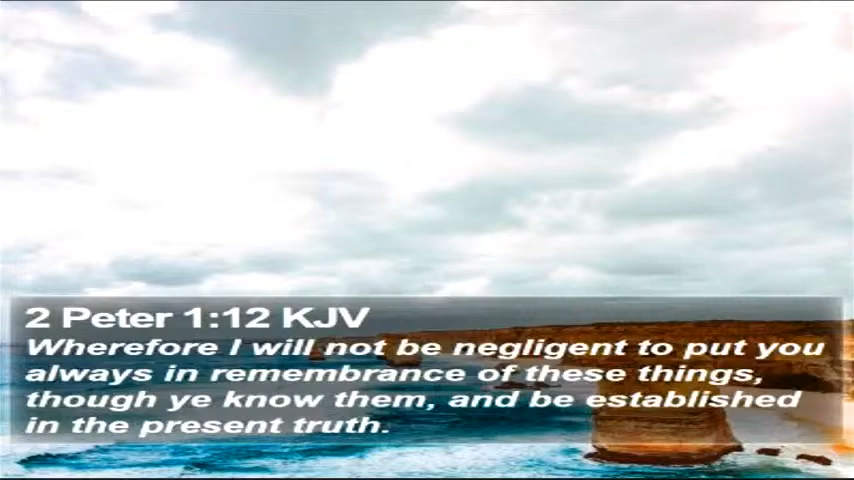 2 Peter 1:12 KJV
Wherefore I will not be negligent to put you
always in remembrance of these things,
though ye know them, and be established
in the present truth.